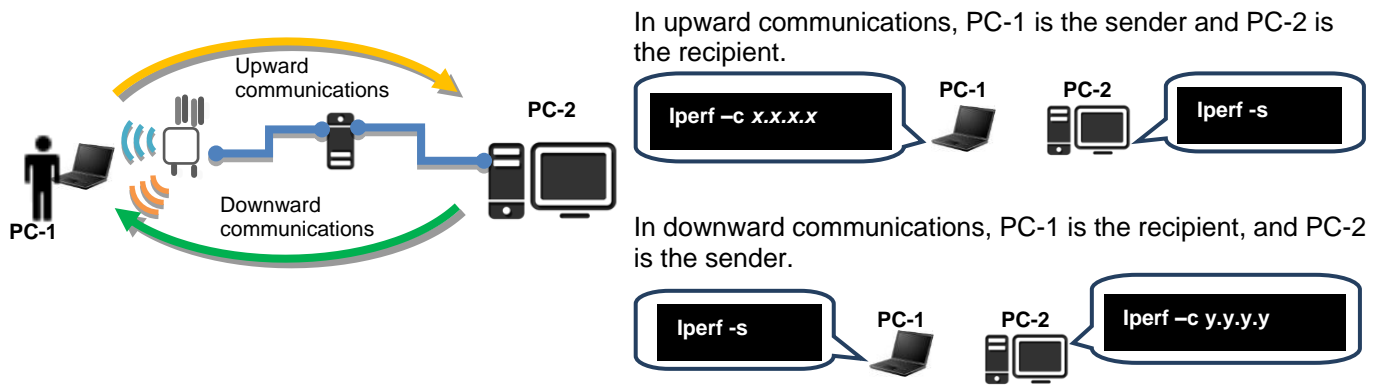 Upward
communications
PC-2
Downward
communications
PC-1
In upward communications, PC-1 is the sender and PC-2 is
the recipient.
PC-1
PC-2
Iperf –c x.x.x.x
Iperf -s
In downward communications, PC-1 is the recipient, and PC-2
is the sender.
Iperf -s
PC-1
PC-2
Iperf –c y.y.y.y